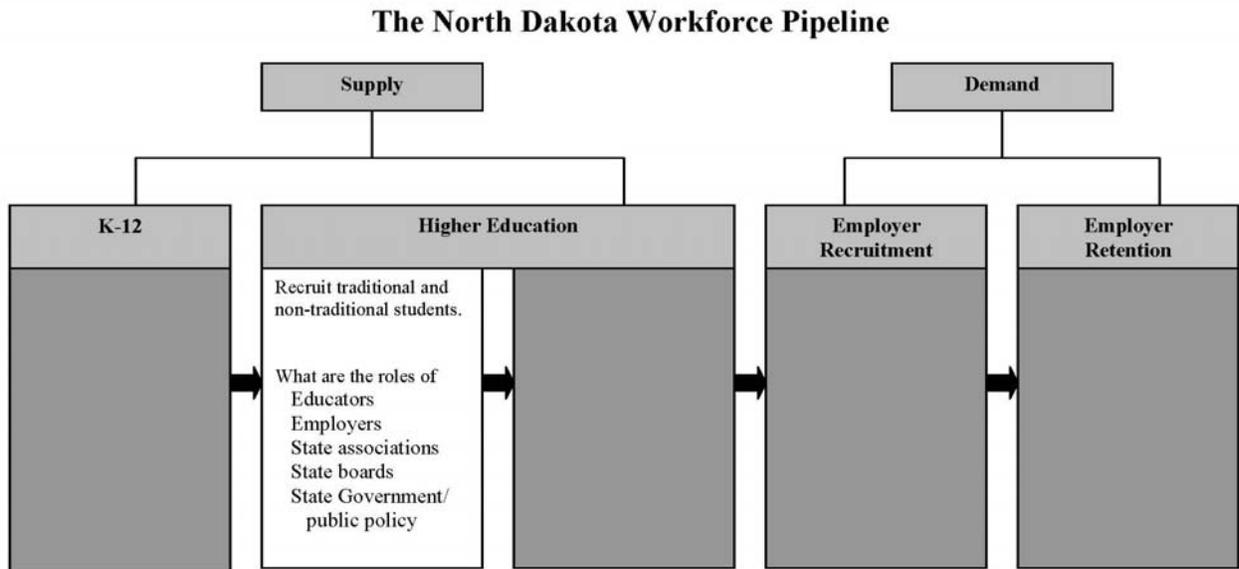 The North Dakota Workforce Pipeline
Supply
Demand
K-12
Higher Education
Employer
Recruitment
Employer
Retention
Recruit traditional and
non-traditional students.
What are the roles of
Educators
Employers
State associations
State boards
State Government/
public policy